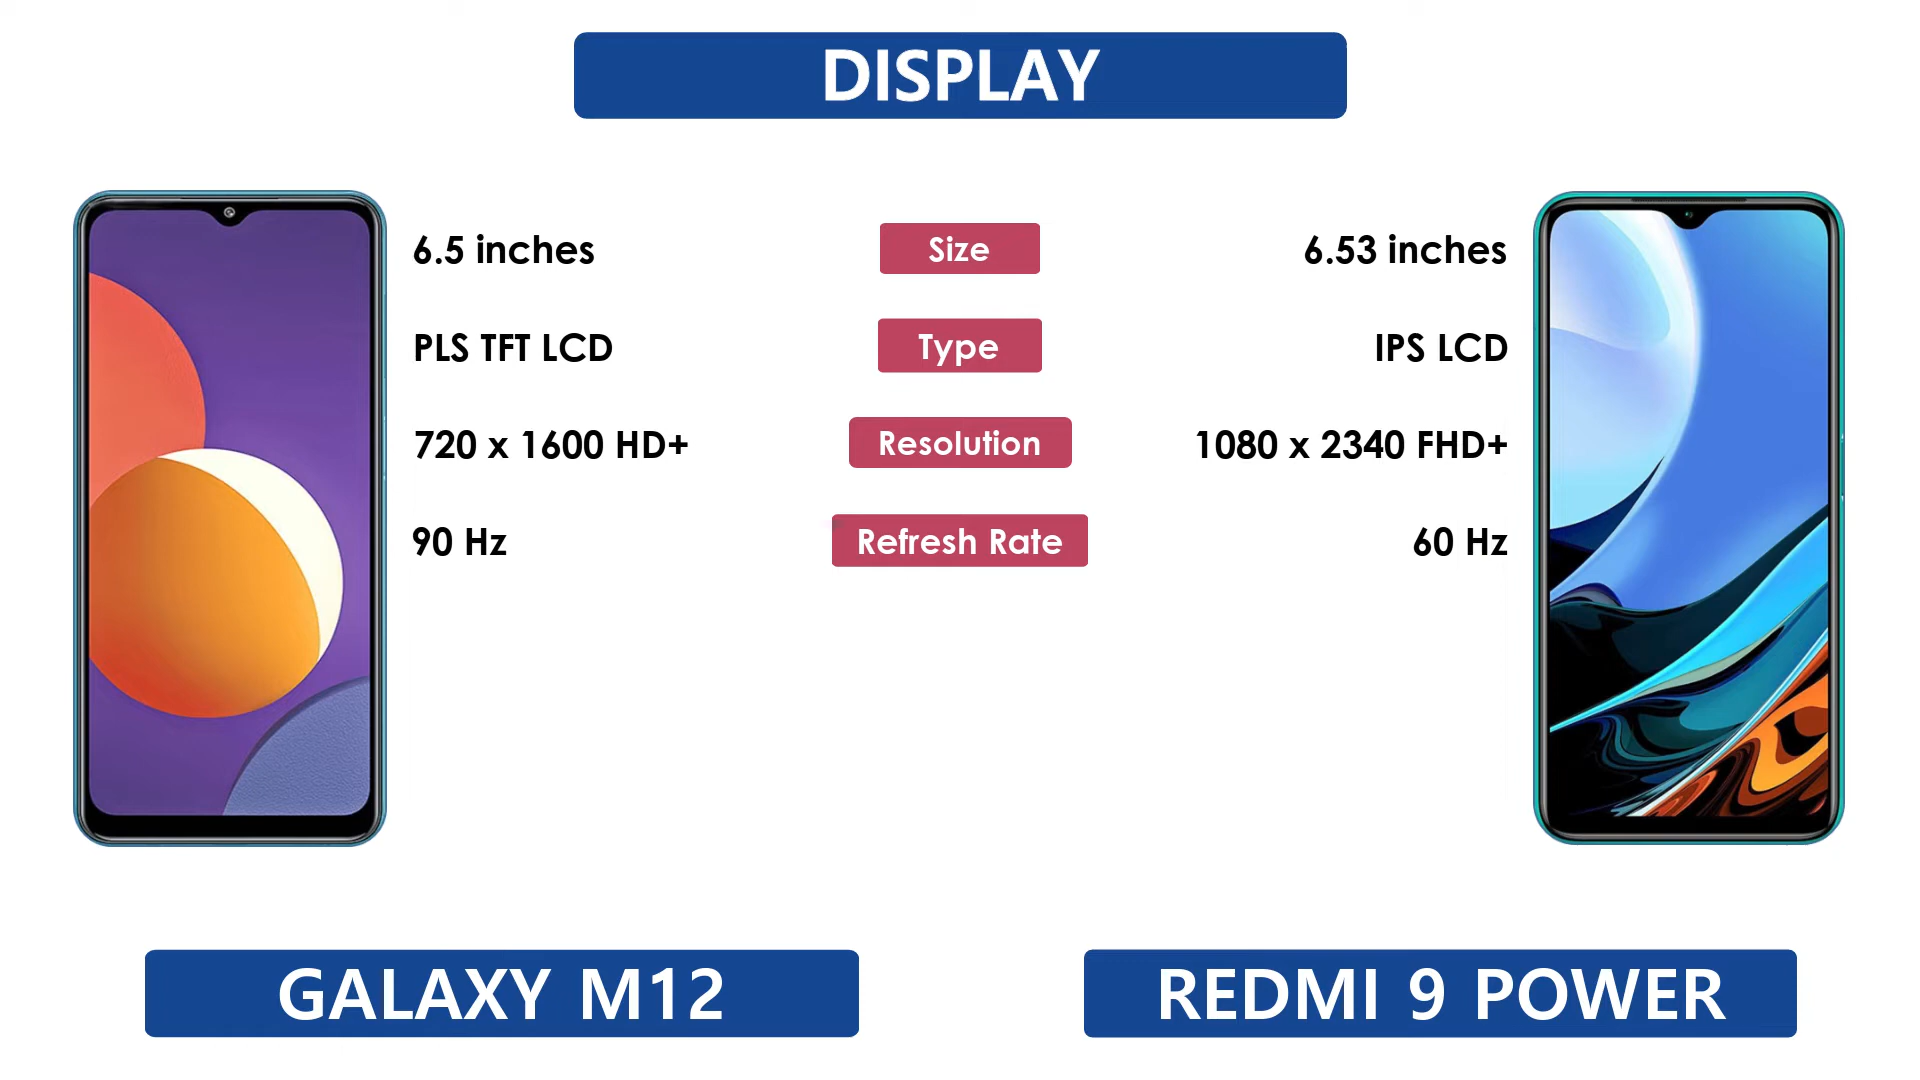 DISPLAY
6.5 inches Size 6.53 inches
PLS TFT LCD Type IPS LCD
720 x 1600 HD+ Resolution 1080 x 2340 FHD+
90 Hz Refresh Rate 60 Hz
GALAXY M12 REDMI 9 POWER